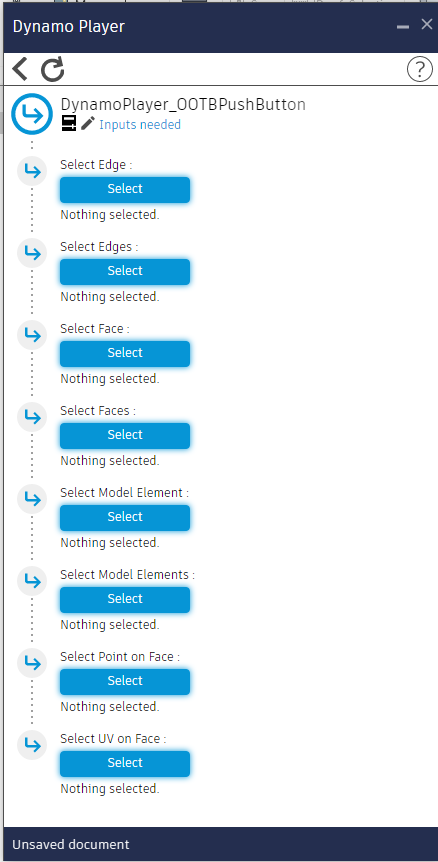 Dynamo Player
?
DynamoPlayer_OOTBPushButton
Inputs needed
Select Edge :
Select
Nothing selected.
Select Edges :
Select
Nothing selected.
Select Face :
Select
Nothing selected.
Select Faces :
Select
Nothing selected.
Select Model Element :
Select
Nothing selected.
Select Model Elements :
Select
Nothing selected.
Select Point on Face :
Select
Nothing selected.
Select UV on Face :
Select
Nothing selected.
Unsaved document